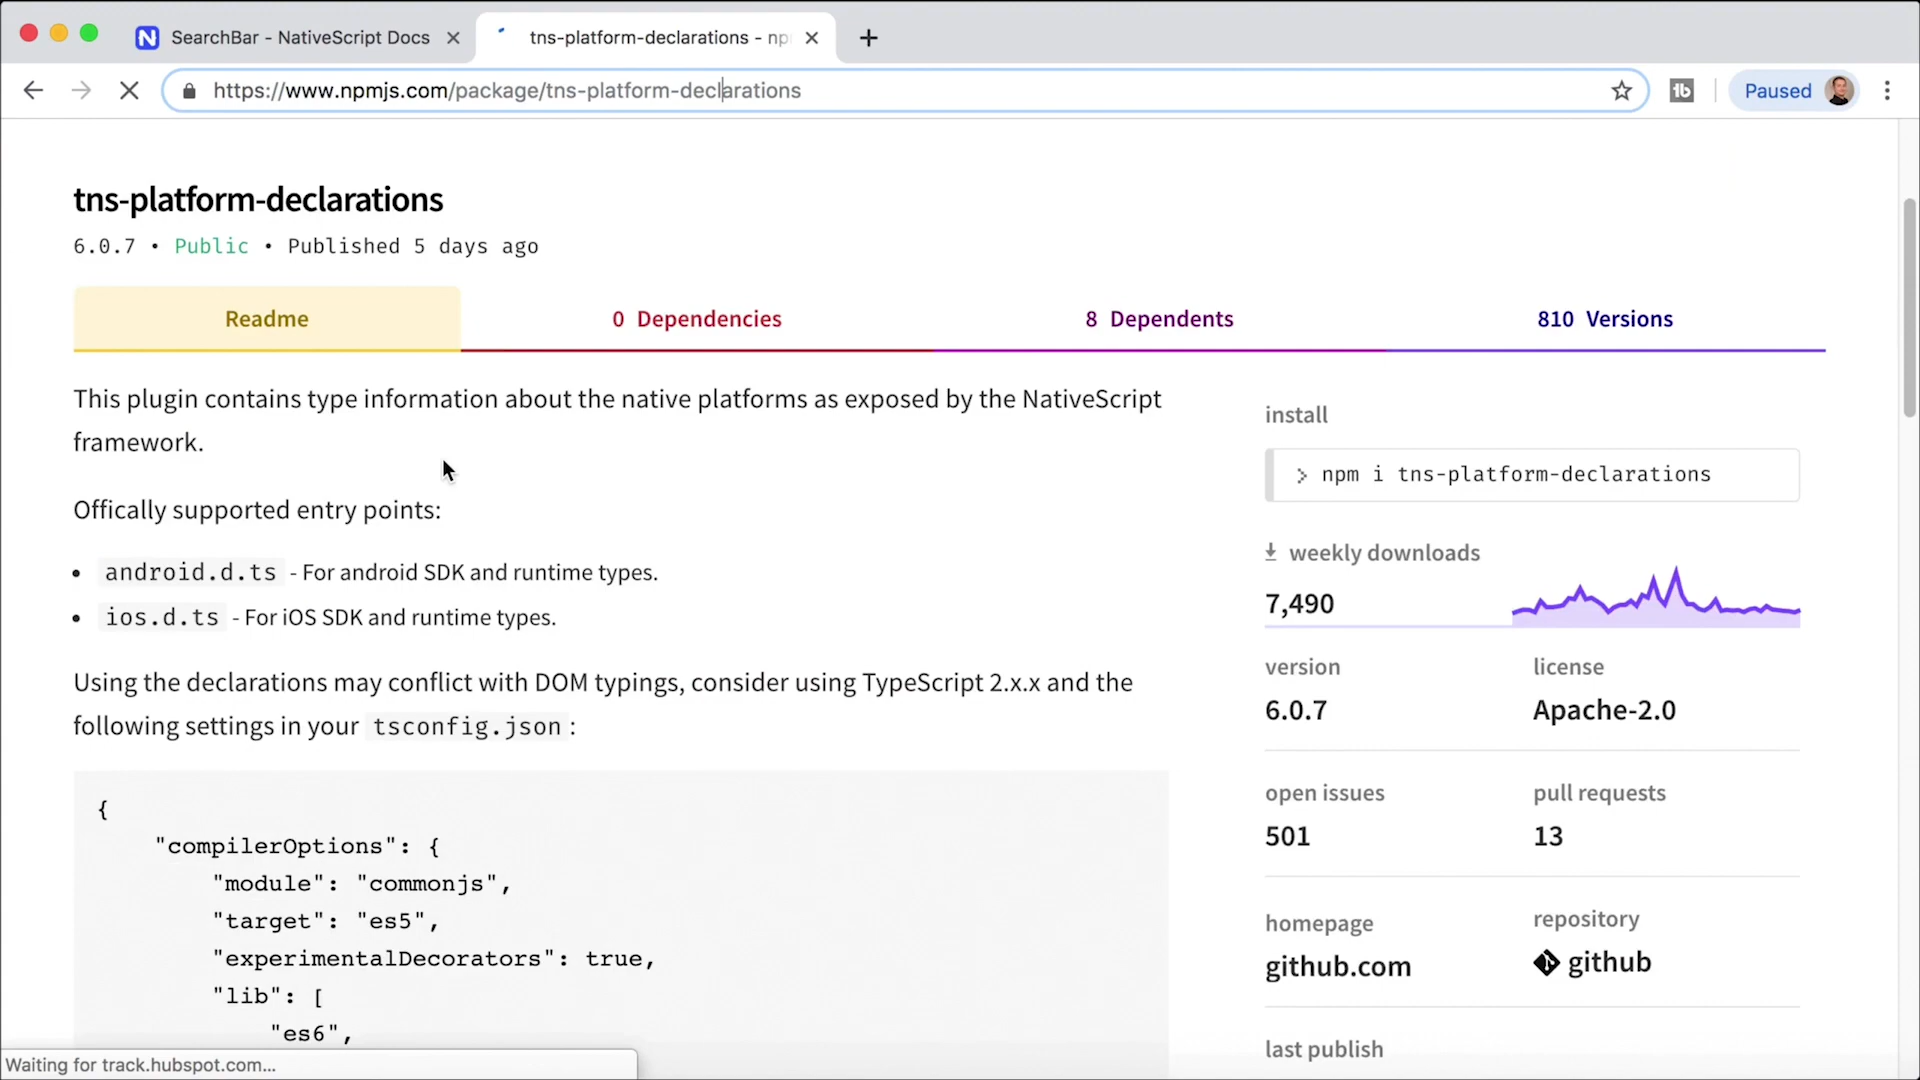 SearchBar - NativeScript Docs
tns-platform-declarations - np
https://www.npmjs.com/package/tns-platform-declarations
Paused
tns-platform-declarations
6.0.7 • Public • Published 5 days ago
Readme
0 Dependencies
8 Dependents
810 Versions
This plugin contains type information about the native platforms as exposed by the NativeScript
framework.
Offically supported entry points:
• android.d.ts - For android SDK and runtime types.
• ios.d.ts - For iOS SDK and runtime types.
Using the declarations may conflict with DOM typings, consider using TypeScript 2.x.x and the
following settings in your tsconfig.json :
{
"compilerOptions": {
"module": "commonjs",
"target": "es5",
"experimentalDecorators": true,
"lib": [
"es6",
install
> npm i tns-platform-declarations
weekly downloads
7,490
version
6.0.7
license
Apache-2.0
open issues
501
pull requests
13
homepage
github.com
repository
github
last publish
Waiting for track.hubspot.com...